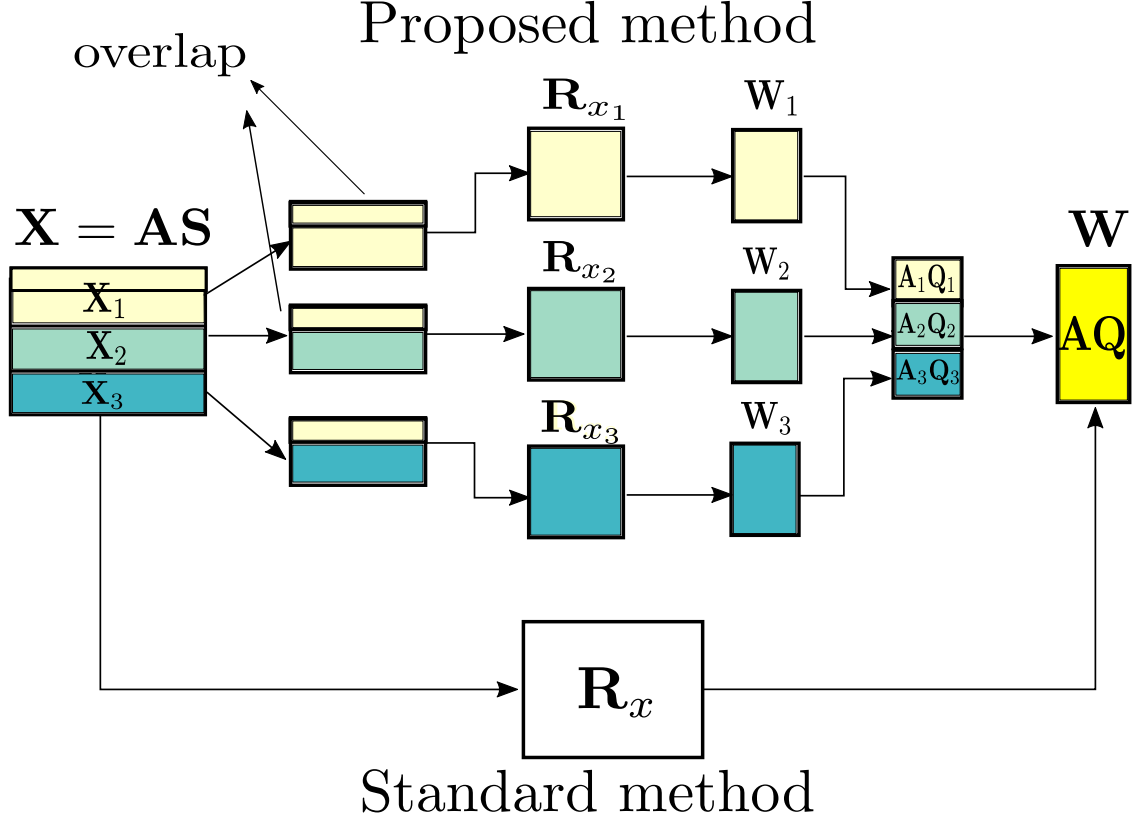 Proposed method
overlap
R_{x_1}
W_1
X = AS
R_{x_2}
W_2
W
X_1
X_2
X_3
A_1Q_1
A_2Q_2
A_3Q_3
AQ
R_{x_3}
W_3
R_x
Standard method